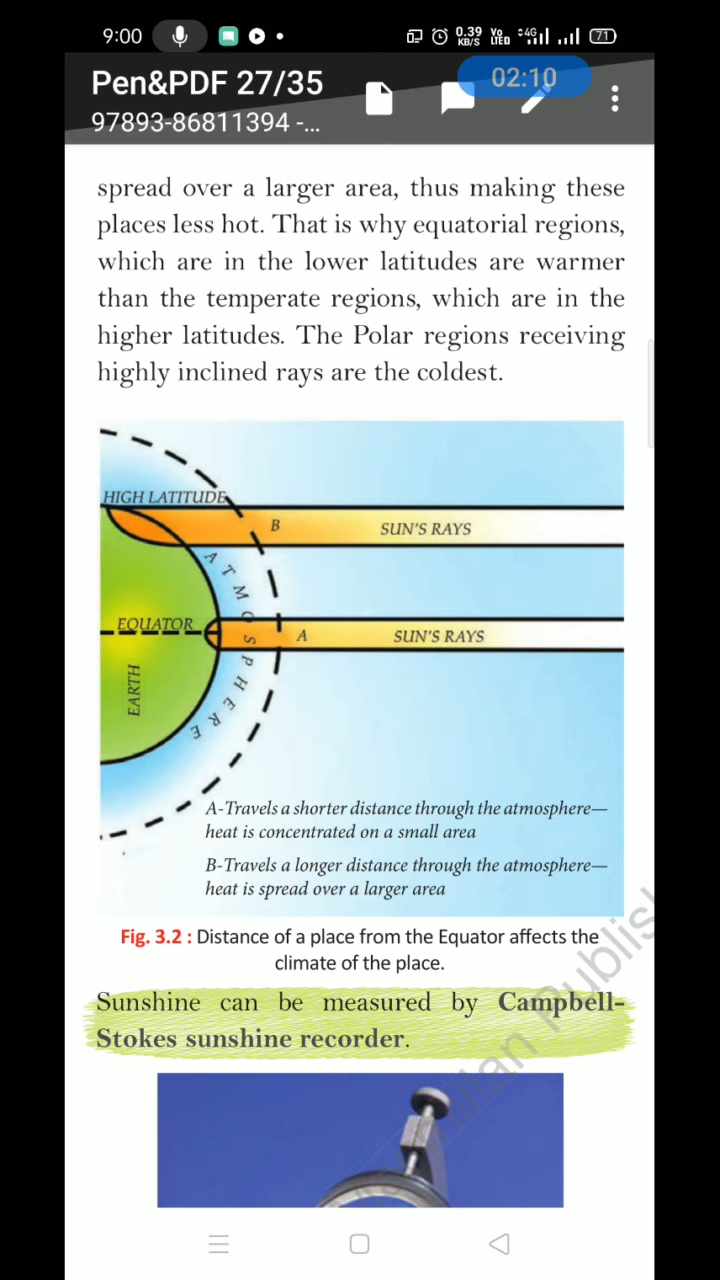 9:00
0.39 KB/S Vo LTED 4G 71
02:10
Pen&PDF 27/35
97893-86811394 -...
spread over a larger area, thus making these
places less hot. That is why equatorial regions,
which are in the lower latitudes are warmer
than the temperate regions, which are in the
higher latitudes. The Polar regions receiving
highly inclined rays are the coldest.
HIGH LATITUDE
B SUN'S RAYS
ATMOSPHERE
EQUATOR
A SUN'S RAYS
EARTH
A-Travels a shorter distance through the atmosphere—
heat is concentrated on a small area
B-Travels a longer distance through the atmosphere—
heat is spread over a larger area
Fig. 3.2 : Distance of a place from the Equator affects the
climate of the place.
Sunshine can be measured by Campbell-
Stokes sunshine recorder.